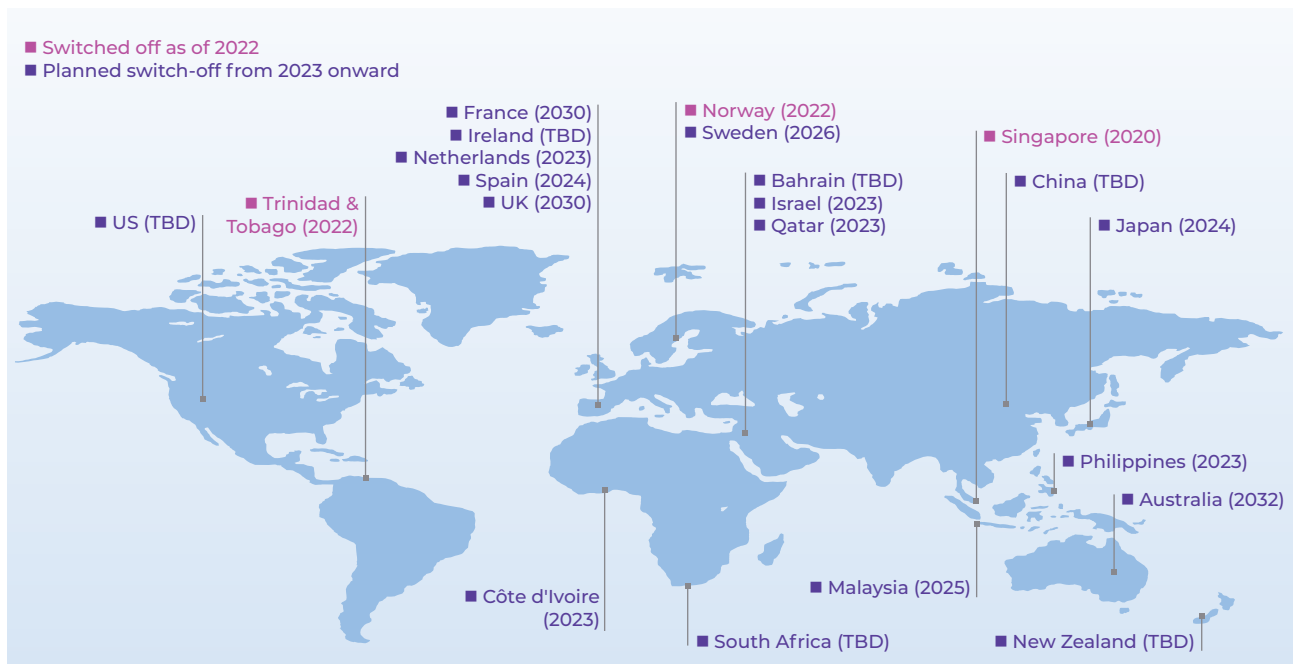 Switched off as of 2022
Planned switch-off from 2023 onward
France (2030)
Ireland (TBD)
Netherlands (2023)
Spain (2024)
UK (2030)
Norway (2022)
Sweden (2026)
Singapore (2020)
Bahrain (TBD)
Israel (2023)
Qatar (2023)
China (TBD)
Trinidad &
Tobago (2022)
US (TBD)
Japan (2024)
Philippines (2023)
Australia (2032)
Malaysia (2025)
Côte d'Ivoire
(2023)
South Africa (TBD)
New Zealand (TBD)